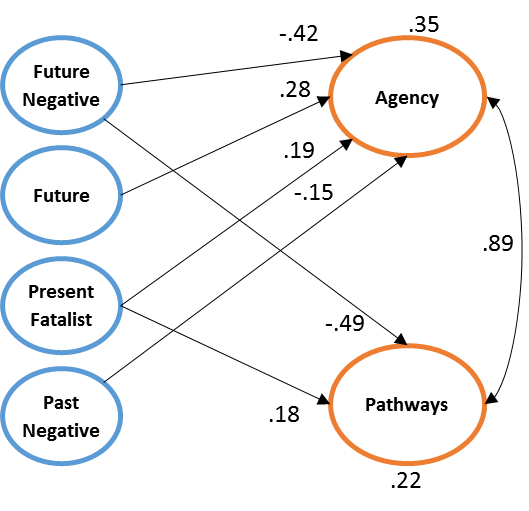 .35
-.42
Future
Negative
.28
Agency
.19
Future
-.15
.89
Present
Fatalist
-.49
Past
Negative
.18
Pathways
.22